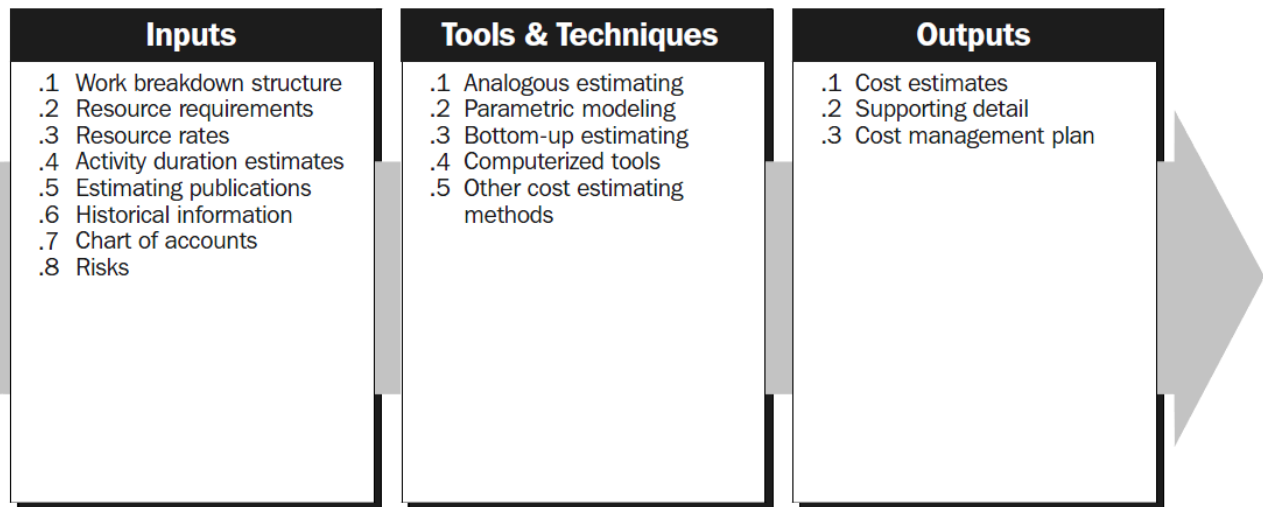 Inputs
.1 Work breakdown structure
.2 Resource requirements
.3 Resource rates
.4 Activity duration estimates
.5 Estimating publications
.6 Historical information
.7 Chart of accounts
.8 Risks
Tools & Techniques
.1 Analogous estimating
.2 Parametric modeling
.3 Bottom-up estimating
.4 Computerized tools
.5 Other cost estimating
methods
Outputs
.1 Cost estimates
.2 Supporting detail
.3 Cost management plan